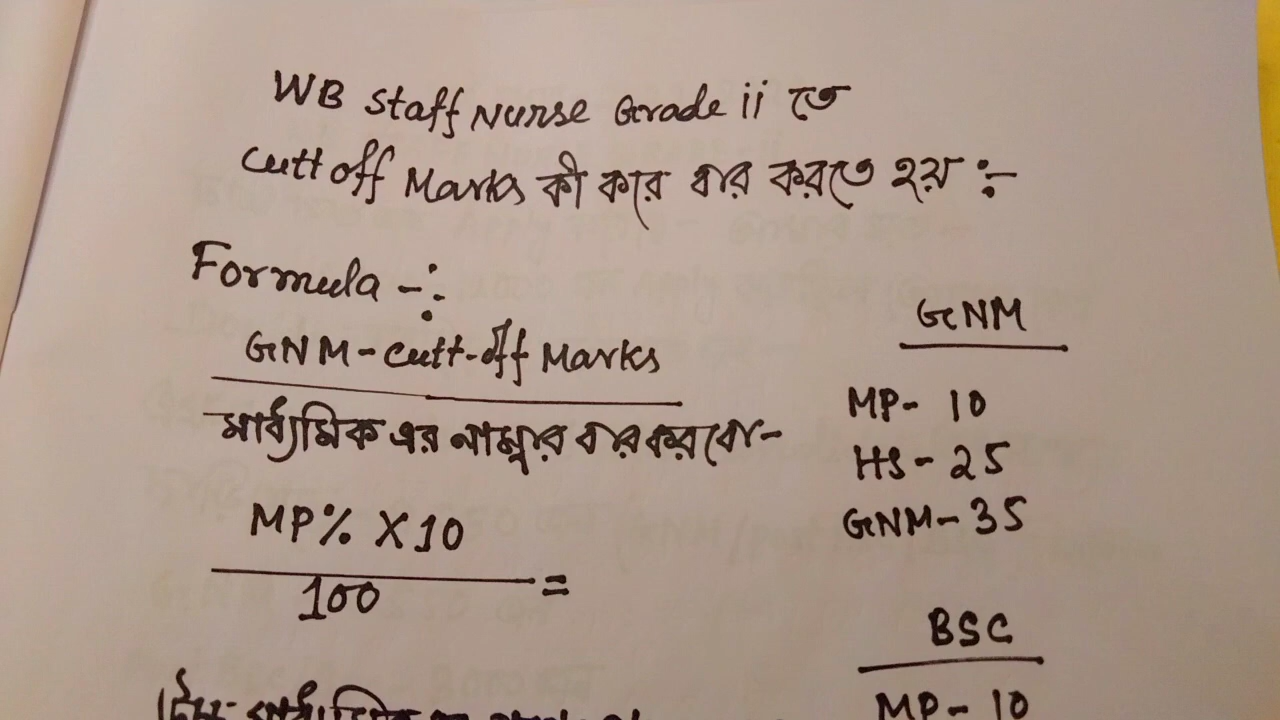 WB Staff Nurse Grade ii তে
Cutt off Marks কী করে বার করতে হয় :-
Formula -:
GNM-Cutt-off Marks
মাধ্যমিক এর নাম্বার বার করবো-
MP% X10
100 =
GNM
MP- 10
HS- 25
GNM- 35
BSC
MP- 10